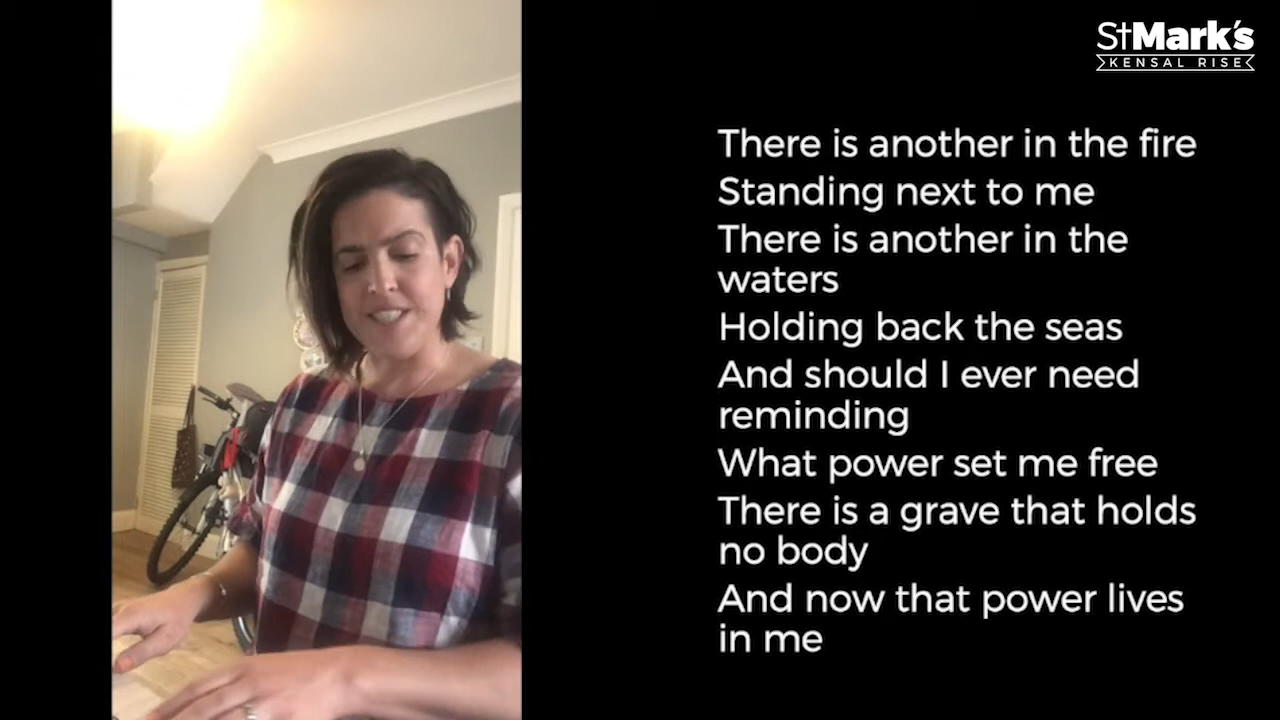 StMark's
KENSAL RISE
There is another in the fire
Standing next to me
There is another in the
waters
Holding back the seas
And should I ever need
reminding
What power set me free
There is a grave that holds
no body
And now that power lives
in me